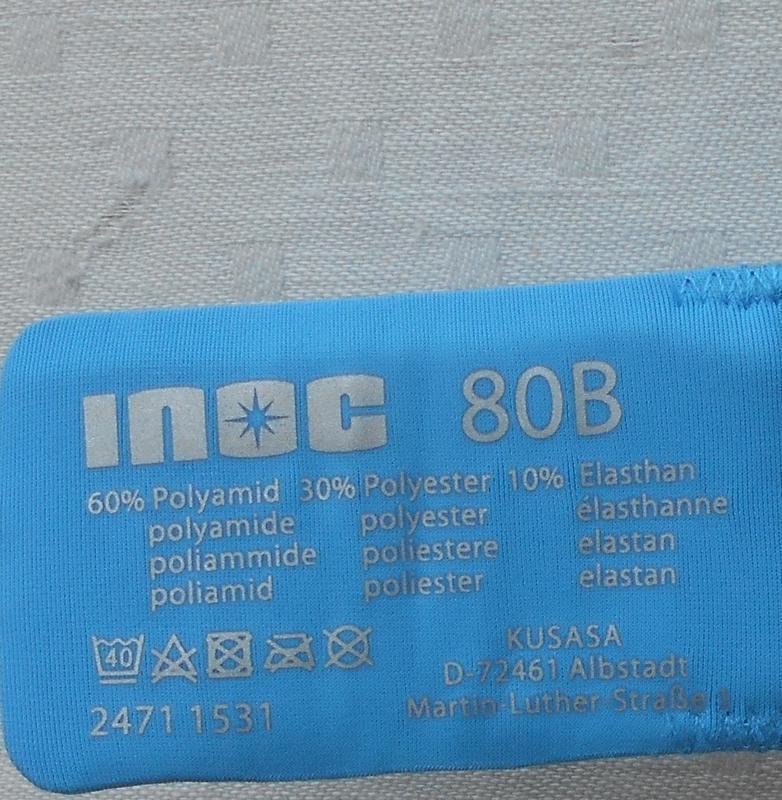 INOC 80B
60% Polyamid 30% Polyester 10% Elasthan
polyamide polyester élasthanne
poliammide poliestere elastan
poliamid poliester elastan
40
KUSASA
D-72461 Albstadt
Martin-Luther-Straße 1
2471 1531